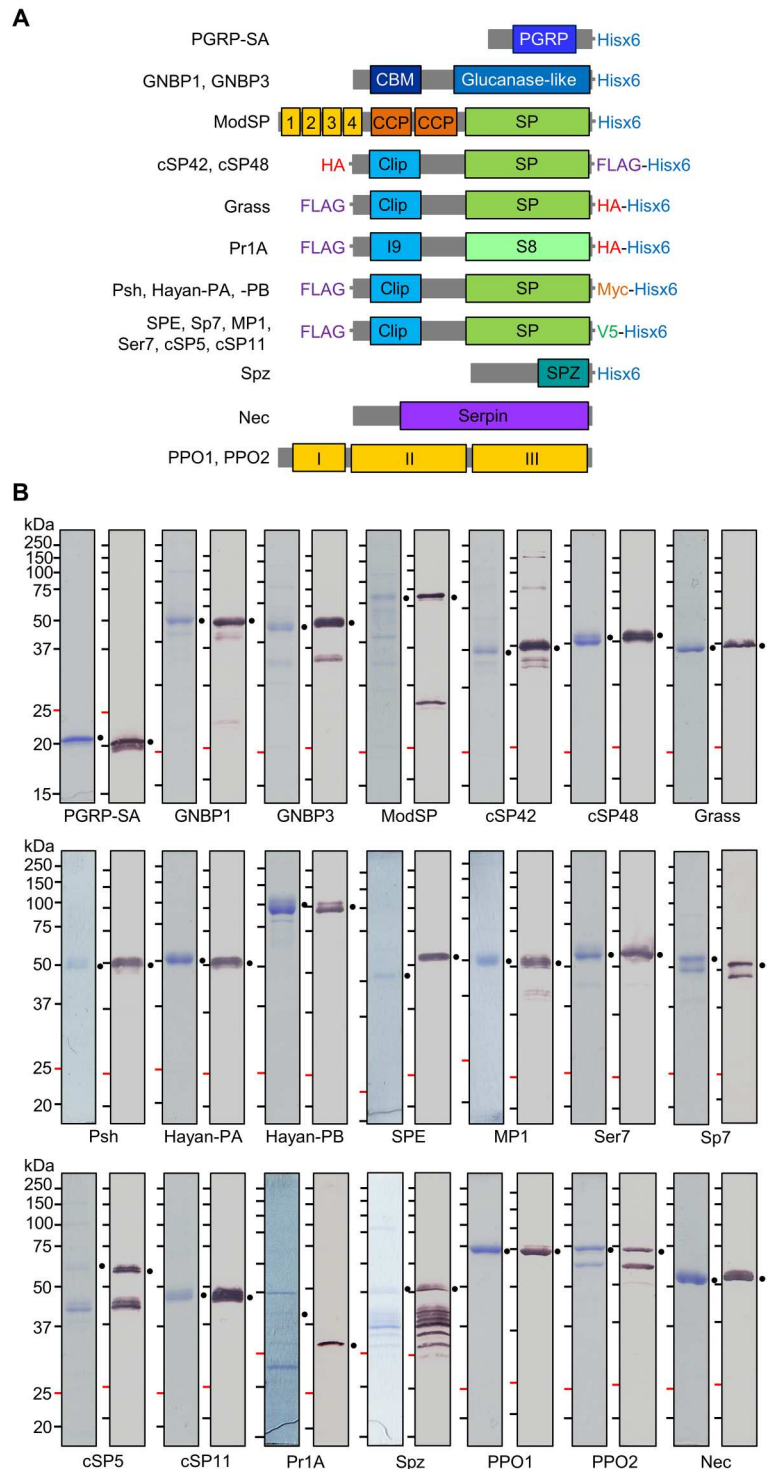 A
PGRP-SA PGRP Hisx6
GNBP1, GNBP3 CBM Glucanase-like Hisx6
ModSP 1 2 3 4 CCP CCP SP Hisx6
cSP42, cSP48 HA Clip SP FLAG-Hisx6
Grass FLAG Clip SP HA-Hisx6
Pr1A FLAG I9 S8 HA-Hisx6
Psh, Hayan-PA, -PB FLAG Clip SP Myc-Hisx6
SPE, Sp7, MP1,
Ser7, cSP5, cSP11 FLAG Clip SP V5-Hisx6
Spz SPZ Hisx6
Nec Serpin
PPO1, PPO2 I II III
B
kDa
250
150
100
75
50
37
25
20
15
PGRP-SA GNBP1 GNBP3 ModSP cSP42 cSP48 Grass
kDa
250
150
100
75
50
37
25
20
Psh Hayan-PA Hayan-PB SPE MP1 Ser7 Sp7
kDa
250
150
100
75
50
37
25
20
cSP5 cSP11 Pr1A Spz PPO1 PPO2 Nec